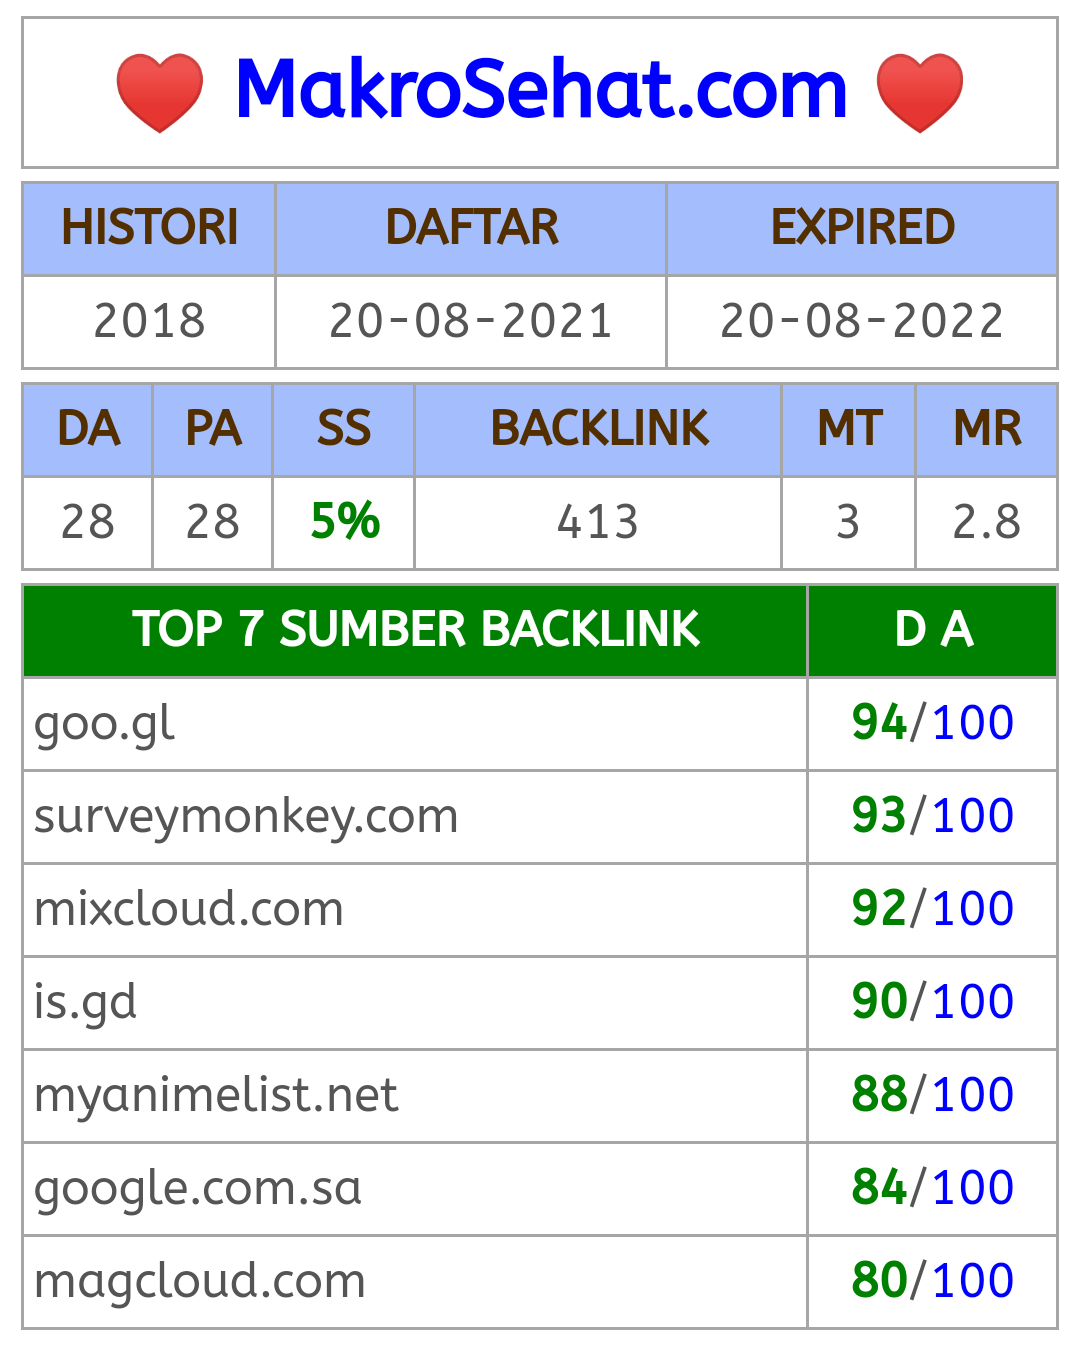 MakroSehat.com
HISTORI DAFTAR EXPIRED
2018 20-08-2021 20-08-2022
DA PA SS BACKLINK MT MR
28 28 5% 413 3 2.8
TOP 7 SUMBER BACKLINK D A
goo.gl 94/100
surveymonkey.com 93/100
mixcloud.com 92/100
is.gd 90/100
myanimelist.net 88/100
google.com.sa 84/100
magcloud.com 80/100